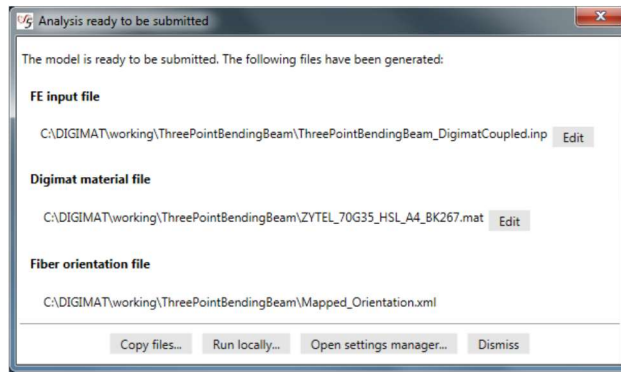 Analysis ready to be submitted
The model is ready to be submitted. The following files have been generated:
FE input file
C:\DIGIMAT\working\ThreePointBendingBeam\ThreePointBendingBeam_DigimatCoupled.inp Edit
Digimat material file
C:\DIGIMAT\working\ThreePointBendingBeam\ZYTEL_70G35_HSL_A4_BK267.mat Edit
Fiber orientation file
C:\DIGIMAT\working\ThreePointBendingBeam\Mapped_Orientation.xml
Copy files... Run locally... Open settings manager... Dismiss